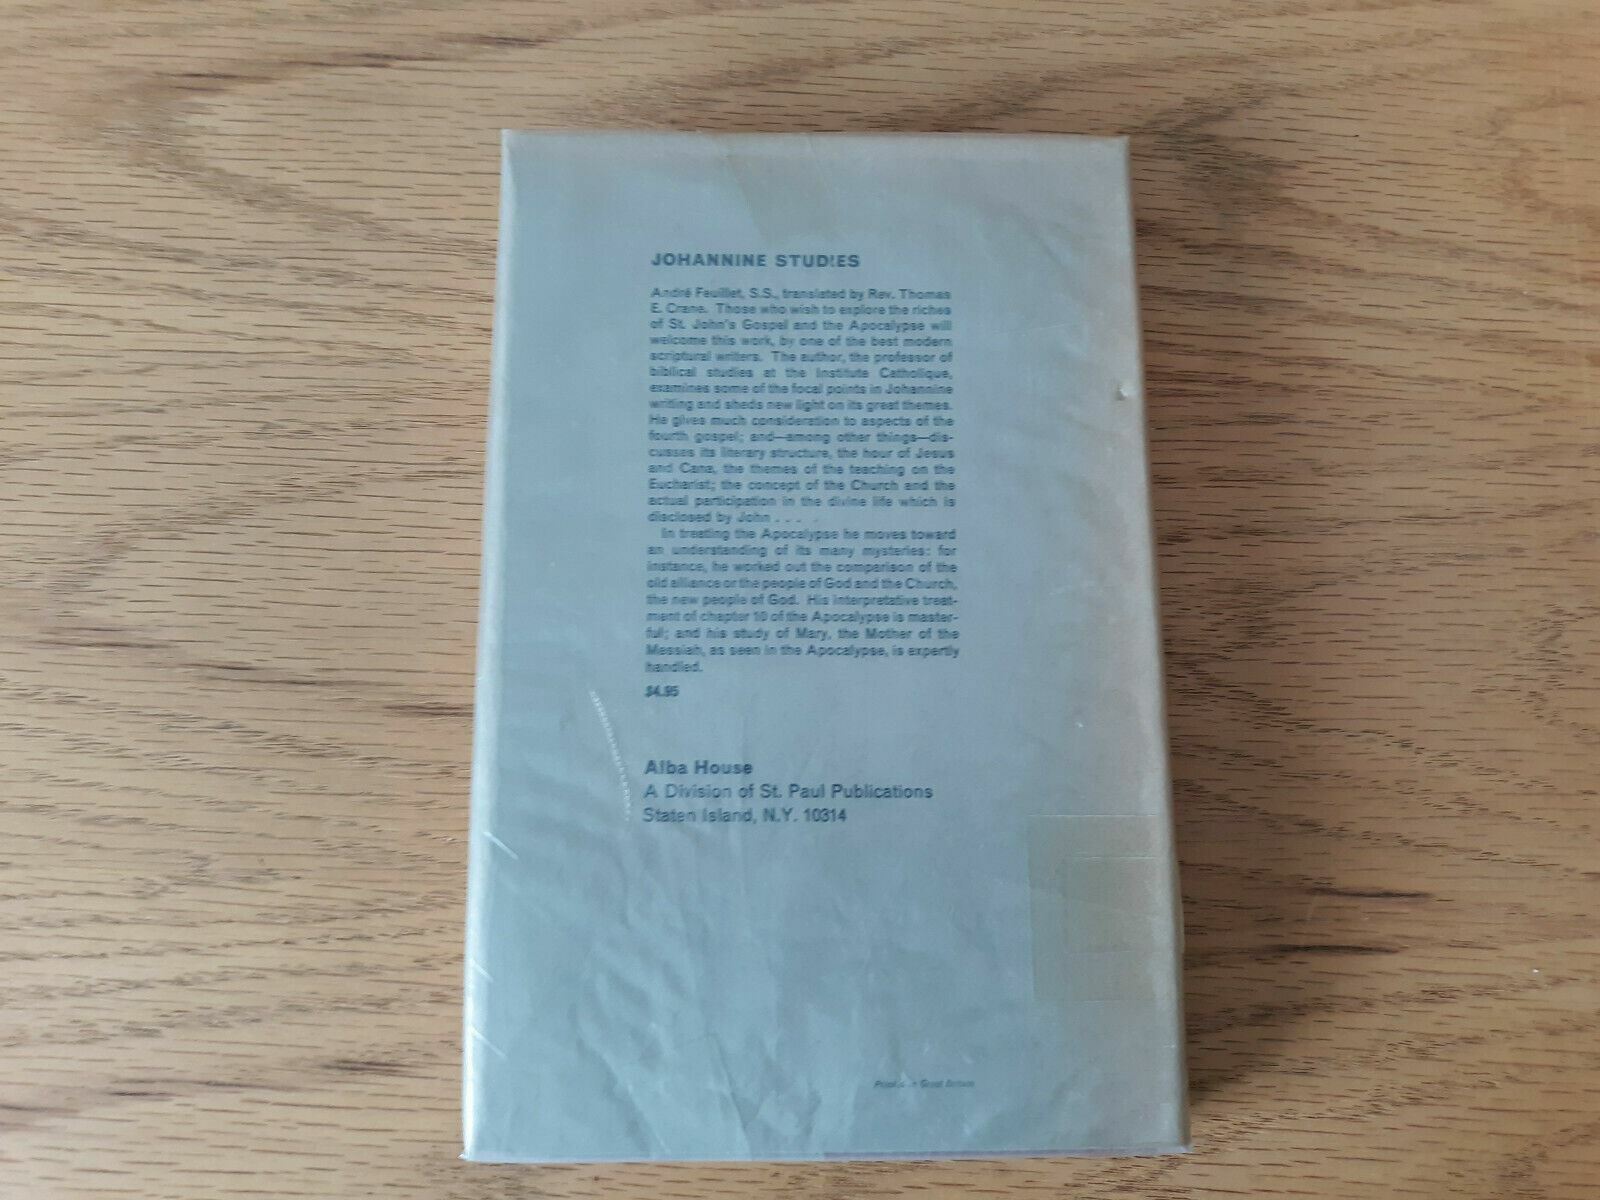 JOHANNINE STUDIES
André Feuillet, S.S., translated by Rev. Thomas
E. Crane. Those who wish to explore the riches
of St. John's Gospel and the Apocalypse will
welcome this work, by one of the best modern
scriptural writers. The author, the professor of
biblical studies at the Institute Catholique,
examines some of the focal points in Johannine
writing and sheds new light on its great themes.
He gives much consideration to aspects of the
fourth gospel; and—among other things—dis-
cusses its literary structure, the hour of Jesus
and Cana, the themes of the teaching on the
Eucharist; the concept of the Church and the
actual participation in the divine life which is
disclosed by John . . . .
In treating the Apocalypse he moves toward
an understanding of its many mysteries: for
instance, he worked out the comparison of the
old alliance or the people of God and the Church,
the new people of God. His interpretative treat-
ment of chapter 10 of the Apocalypse is master-
ful; and his study of Mary, the Mother of the
Messiah, as seen in the Apocalypse, is expertly
handled.
$4.95
Alba House
A Division of St. Paul Publications
Staten Island, N.Y. 10314
Printed in Great Britain